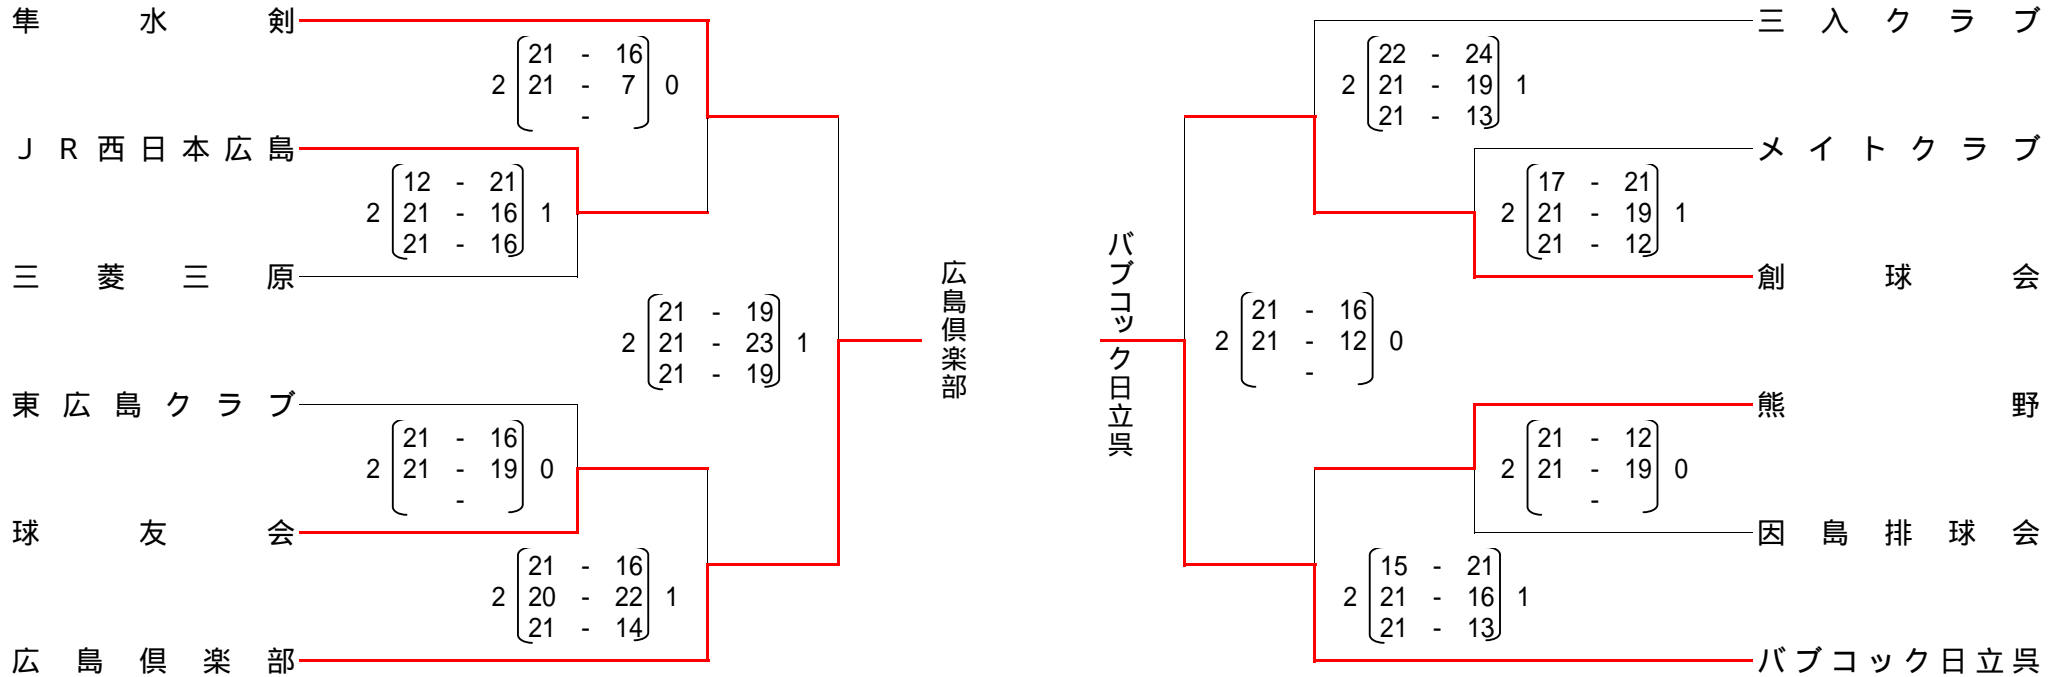 隼水剣
21 - 16
2 21 - 7 0
-
JR西日本広島
12 - 21
2 21 - 16 1
21 - 16
三菱三原
21 - 19
2 21 - 23 1
21 - 19
広島倶楽部
東広島クラブ
21 - 16
2 21 - 19 0
-
球友会
21 - 16
2 20 - 22 1
21 - 14
広島倶楽部
三入クラブ
22 - 24
2 21 - 19 1
21 - 13
メイトクラブ
17 - 21
2 21 - 19 1
21 - 12
創球会
バブコック日立呉
21 - 16
2 21 - 12 0
-
熊野
21 - 12
2 21 - 19 0
-
因島排球会
15 - 21
2 21 - 16 1
21 - 13
バブコック日立呉